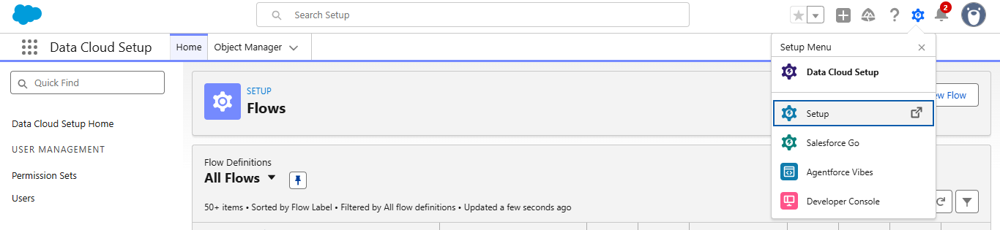 Search Setup
2
Data Cloud Setup
Home
Object Manager
Setup Menu
Data Cloud Setup
Quick Find
SETUP
Flows
ew Flow
Setup
Data Cloud Setup Home
USER MANAGEMENT
Salesforce Go
Flow Definitions
All Flows
Permission Sets
Agentforce Vibes
Users
Developer Console
50+ items • Sorted by Flow Label • Filtered by All flow definitions • Updated a few seconds ago